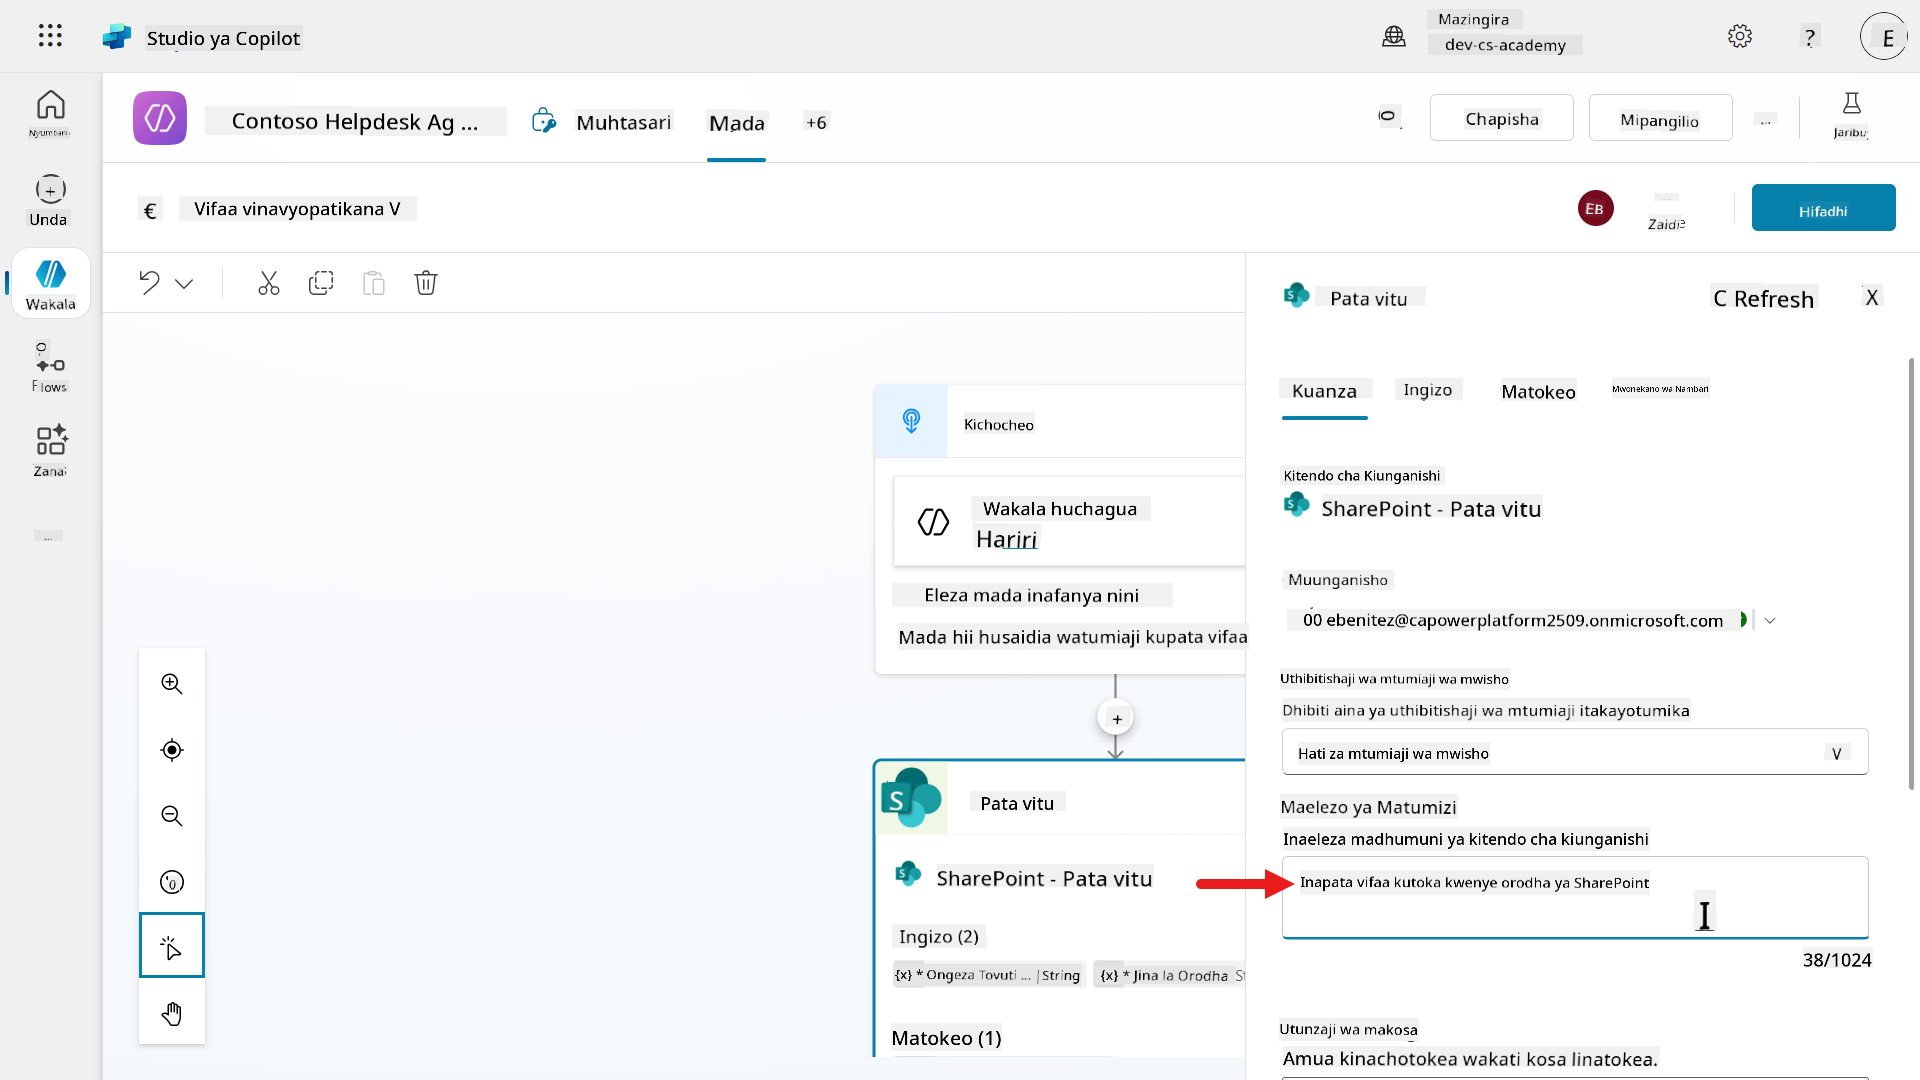 Studio ya Copilot
Mazingira
dev-cs-academy
?
E
Nyumbani
Contoso Helpdesk Ag ...
Muhtasari
Mada
+6
Chapisha
Mipangilio
...
Jaribu
Unda
€
Vifaa vinavyopatikana V
EB
...
Hifadhi
Wakala
Pata vitu
C Refresh
X
Flows
Kuanza
Ingizo
Matokeo
Mwonekano wa Nambari
Kichocheo
Zana
Kitendo cha Kiunganishi
SharePoint - Pata vitu
Wakala huchagua
Hariri
...
Muunganisho
Eleza mada inafanya nini
00 ebenitez@capowerplatform2509.onmicrosoft.com
Mada hii husaidia watumiaji kupata vifaa
Uthibitishaji wa mtumiaji wa mwisho
Dhibiti aina ya uthibitishaji wa mtumiaji itakayotumika
Hati za mtumiaji wa mwisho
V
Pata vitu
Maelezo ya Matumizi
Inaeleza madhumuni ya kitendo cha kiunganishi
SharePoint - Pata vitu
Inapata vifaa kutoka kwenye orodha ya SharePoint
Ingizo (2)
{x} * Ongeza Tovuti ... | String
{x} * Jina la Orodha
38/1024
Matokeo (1)
Utunzaji wa makosa
Amua kinachotokea wakati kosa linatokea.